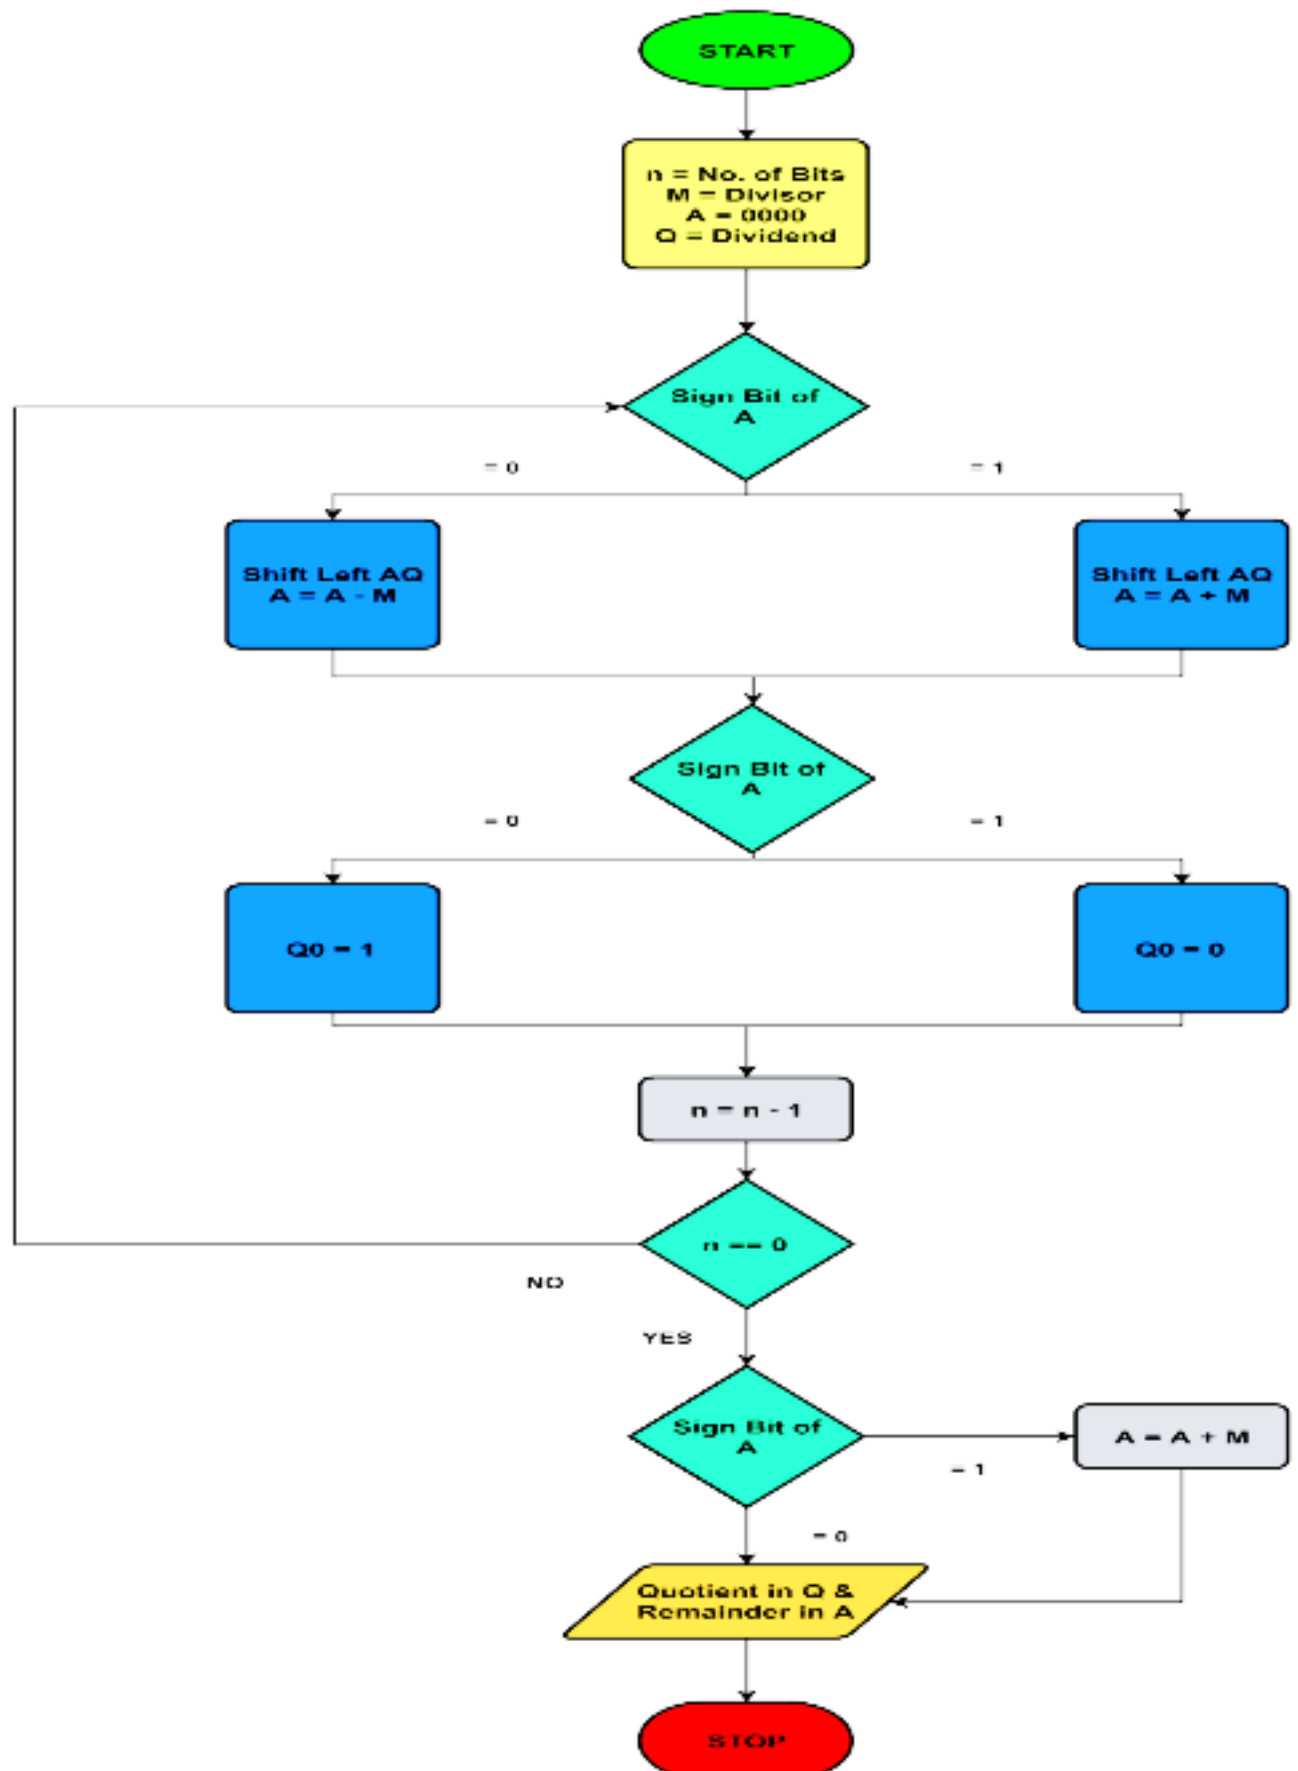 START
n = No. of Bits
M = Divisor
A = 0000
Q = Dividend
Sign Bit of
A
= 0
= 1
Shift Left AQ
A = A - M
Shift Left AQ
A = A + M
Sign Bit of
A
= 0
= 1
Q0 = 1
Q0 = 0
n = n - 1
n == 0
NO
YES
Sign Bit of
A
= 1
A = A + M
= 0
Quotient in Q &
Remainder in A
STOP